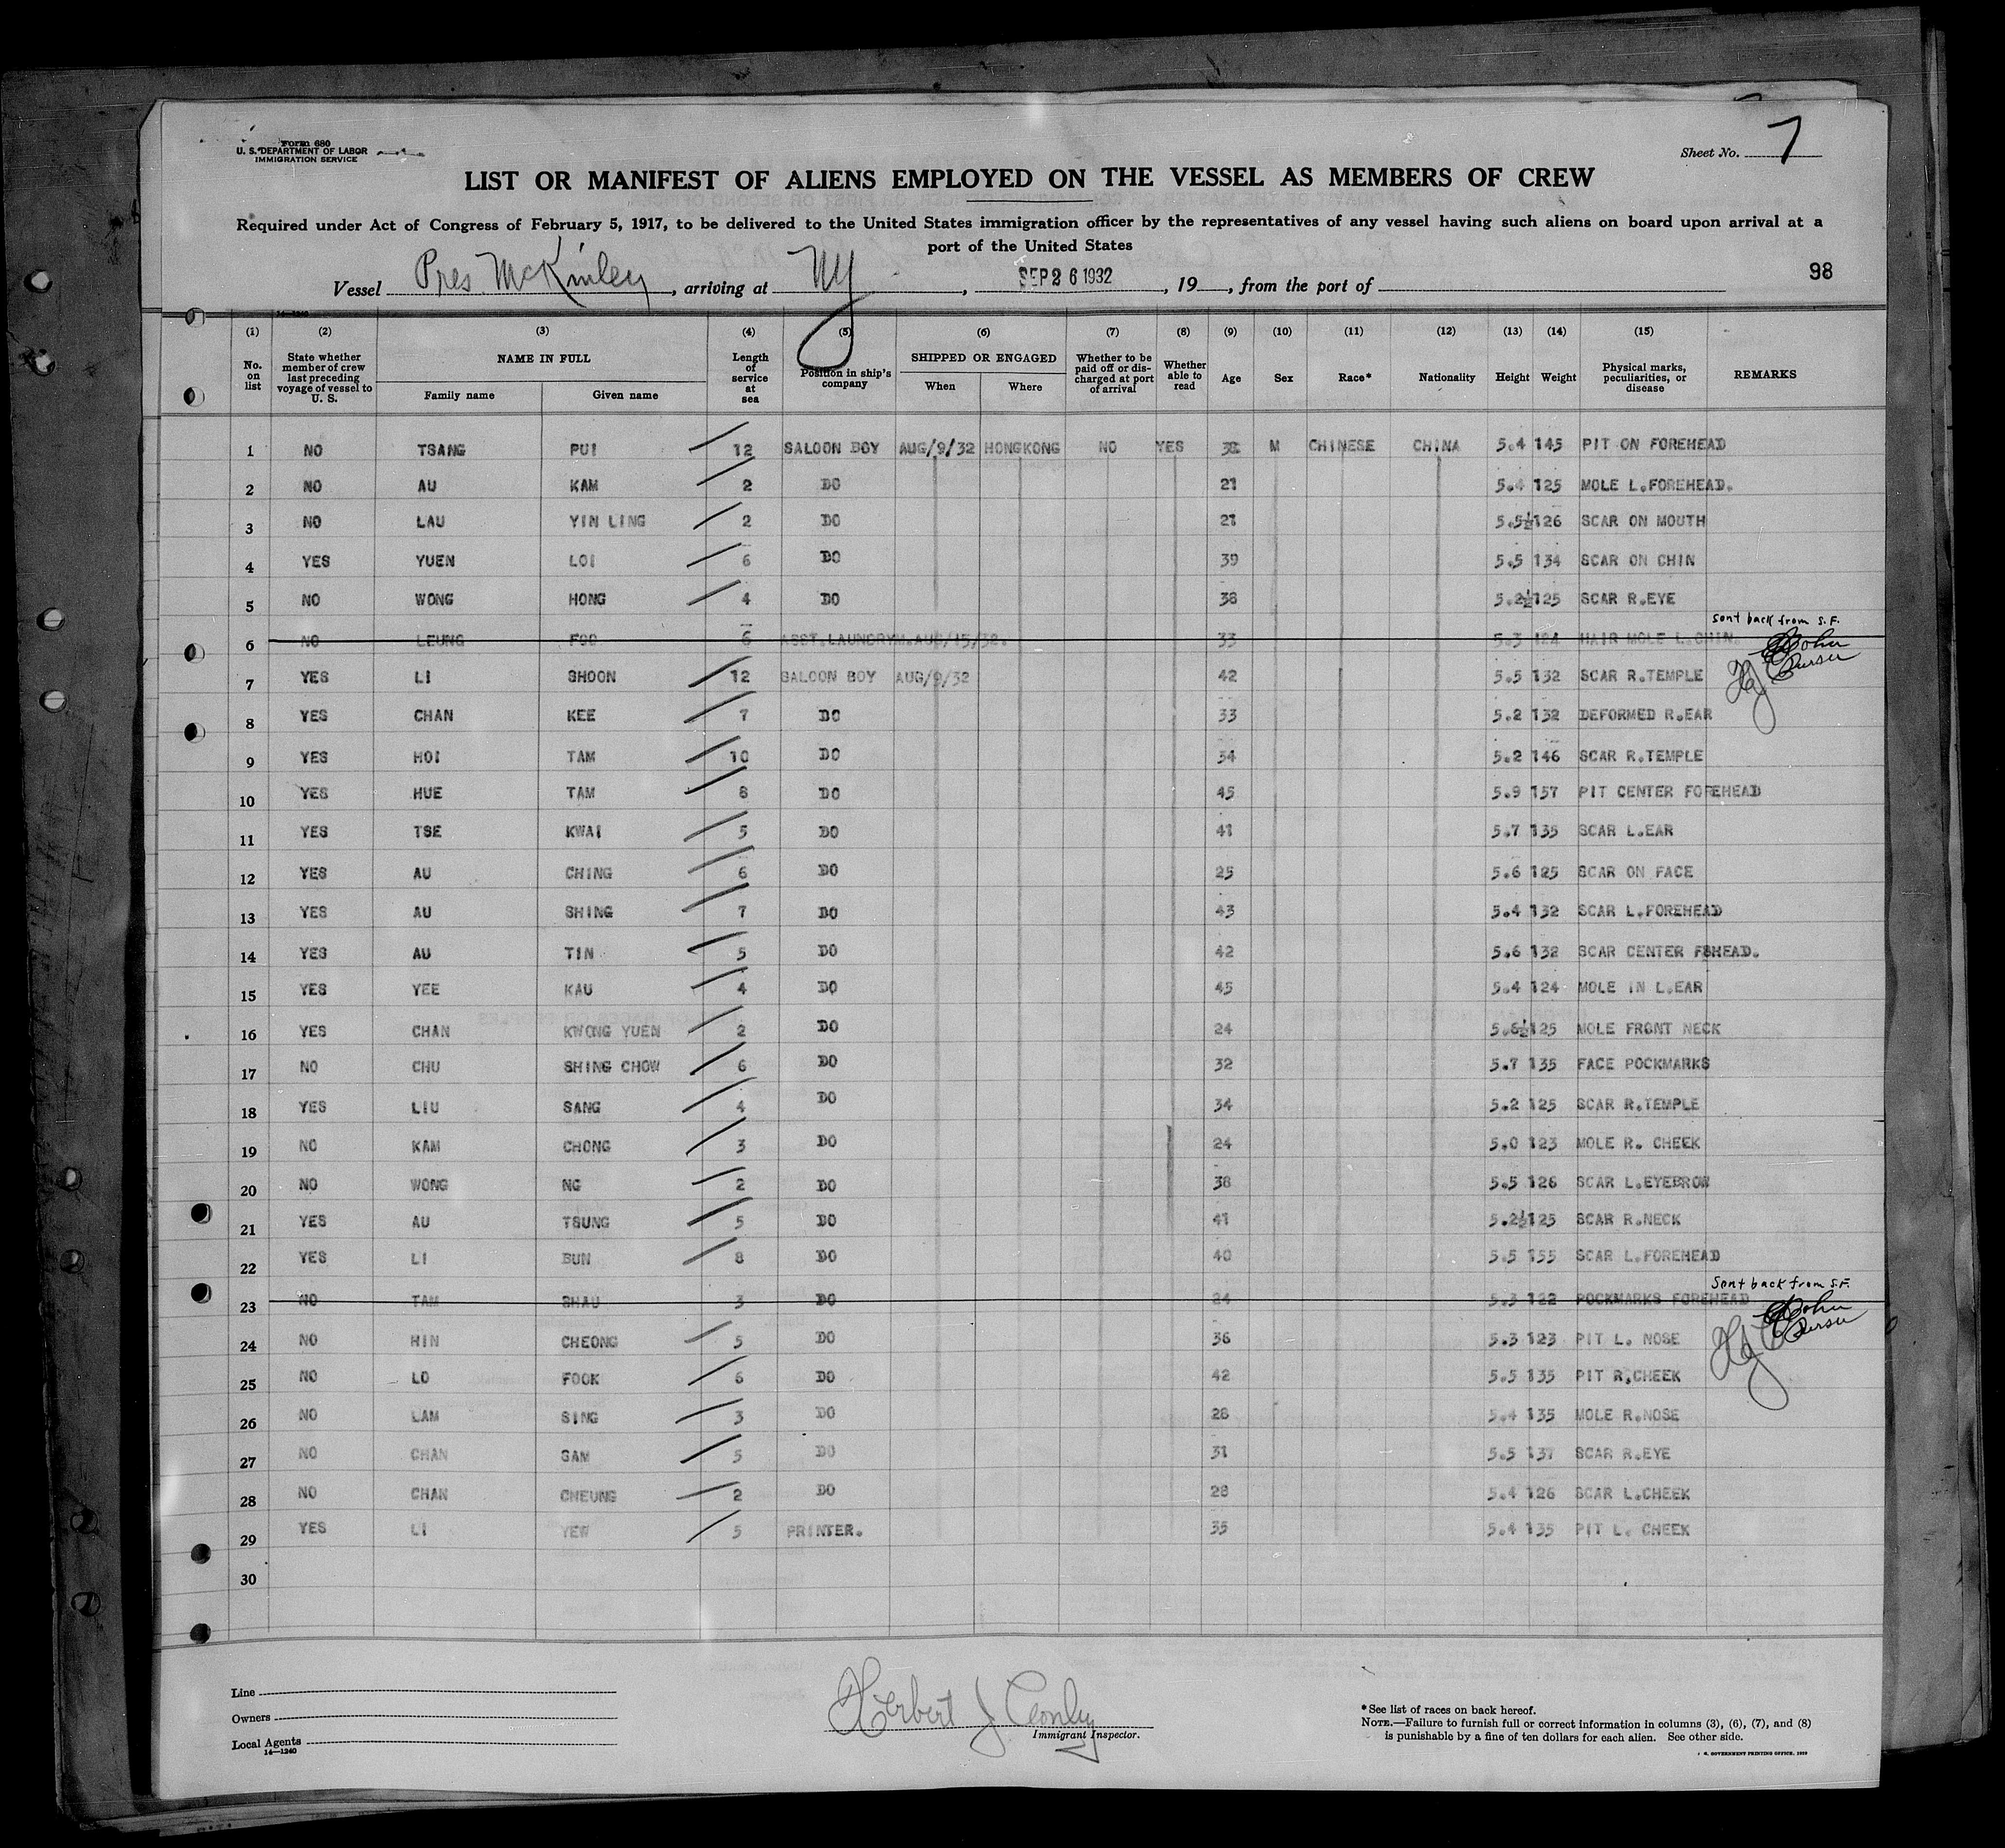 Form 680
U. S. DEPARTMENT OF LABOR
IMMIGRATION SERVICE
Sheet No. 7
LIST OR MANIFEST OF ALIENS EMPLOYED ON THE VESSEL AS MEMBERS OF CREW
Required under Act of Congress of February 5, 1917, to be delivered to the United States immigration officer by the representatives of any vessel having such aliens on board upon arrival at a
port of the United States
98
Vessel Pres. McKinley, arriving at NY, SEP 26 1932, 19, from the port of
14-1240
(1) (2) (3) (4) (5) (6) (7) (8) (9) (10) (11) (12) (13) (14) (15)
No. on list State whether member of crew last preceding voyage of vessel to U. S. NAME IN FULL Family name Given name Length of service at sea Position in ship's company SHIPPED OR ENGAGED When Where Whether to be paid off or discharged at port of arrival Whether able to read Age Sex Race* Nationality Height Weight Physical marks, peculiarities, or disease REMARKS
1 NO TSANG PUI 12 SALOON BOY AUG/9/32 HONGKONG NO YES 38 M CHINESE CHINA 5.4 145 PIT ON FOREHEAD
2 NO AU KAM 2 DO 21 5.4 125 MOLE L.FOREHEAD.
3 NO LAU YIN LING 2 DO 21 5.5½ 126 SCAR ON MOUTH
4 YES YUEN LOI 6 DO 39 5.5 134 SCAR ON CHIN
5 NO WONG HONG 4 DO 38 5.2½ 125 SCAR R.EYE
sent back from S.F.
6 NO LEUNG FOO 6 ASST.LAUNDRYM.AUG/15/32. 33 5.3 124 HAIR MOLE L.CHIN.
Purser
7 YES LI SHOON 12 SALOON BOY AUG/9/32 42 5.5 132 SCAR R.TEMPLE
8 YES CHAN KEE 7 DO 33 5.2 132 DEFORMED R.EAR
9 YES HOI TAM 10 DO 34 5.2 146 SCAR R.TEMPLE
10 YES HUE TAM 8 DO 45 5.9 157 PIT CENTER FOREHEAD
11 YES TSE KWAI 5 DO 41 5.7 135 SCAR L.EAR
12 YES AU CHING 6 DO 25 5.6 125 SCAR ON FACE
13 YES AU SHING 7 DO 43 5.4 132 SCAR L.FOREHEAD
14 YES AU TIN 5 DO 42 5.6 132 SCAR CENTER FSHEAD.
15 YES YEE KAU 4 DO 45 5.4 124 MOLE IN L.EAR
16 YES CHAN KWONG YUEN 2 DO 24 5.6½ 125 MOLE FRONT NECK
17 NO CHU SHING CHOW 6 DO 32 5.7 135 FACE POCKMARKS
18 YES LIU SANG 4 DO 34 5.2 125 SCAR R.TEMPLE
19 NO KAM CHONG 3 DO 24 5.0 123 MOLE R. CHEEK
20 NO WONG NG 2 DO 38 5.5 126 SCAR L.EYEBROW
21 YES AU TSUNG 5 DO 41 5.2½ 125 SCAR R.NECK
22 YES LI BUN 8 DO 40 5.5 155 SCAR L.FOREHEAD
Sent back from S.F.
23 NO TAM SHAU 3 DO 24 5.3 122 POCKMARKS FOREHEAD
Purser
24 NO HIN CHEONG 5 DO 36 5.3 123 PIT L. NOSE
25 NO LO FOOK 6 DO 42 5.5 135 PIT R.CHEEK
26 NO LAM SING 3 DO 28 5.4 135 MOLE R.NOSE
27 NO CHAN SAM 5 DO 31 5.5 137 SCAR R.EYE
28 NO CHAN CHEUNG 2 DO 28 5.4 126 SCAR L.CHEEK
29 YES LI YEW 5 PRINTER. 35 5.4 135 PIT L. CHEEK
30
Line
Owners
Local Agents
14—1240
Herbert J Conly
Immigrant Inspector.
* See list of races on back hereof.
NOTE.—Failure to furnish full or correct information in columns (3), (6), (7), and (8)
is punishable by a fine of ten dollars for each alien. See other side.
U. S. GOVERNMENT PRINTING OFFICE, 1929